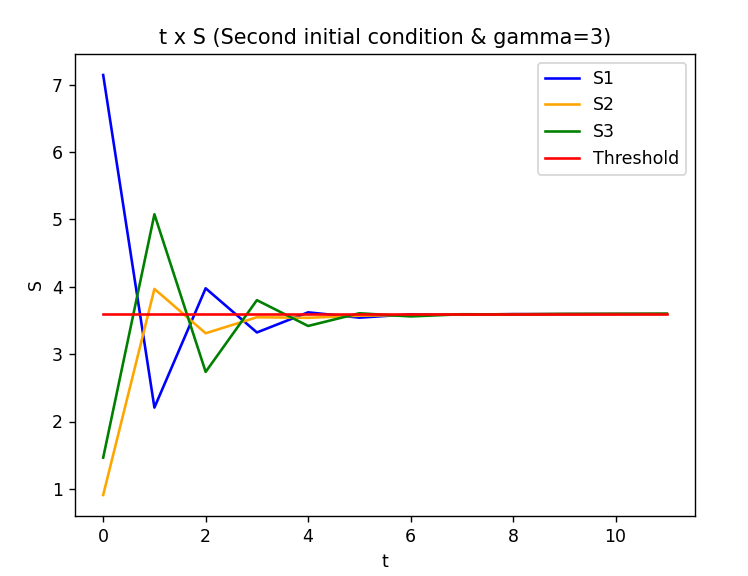 t x S (Second initial condition & gamma=3)
S1
S2
S3
Threshold
S
7
6
5
4
3
2
1
0 2 4 6 8 10
t